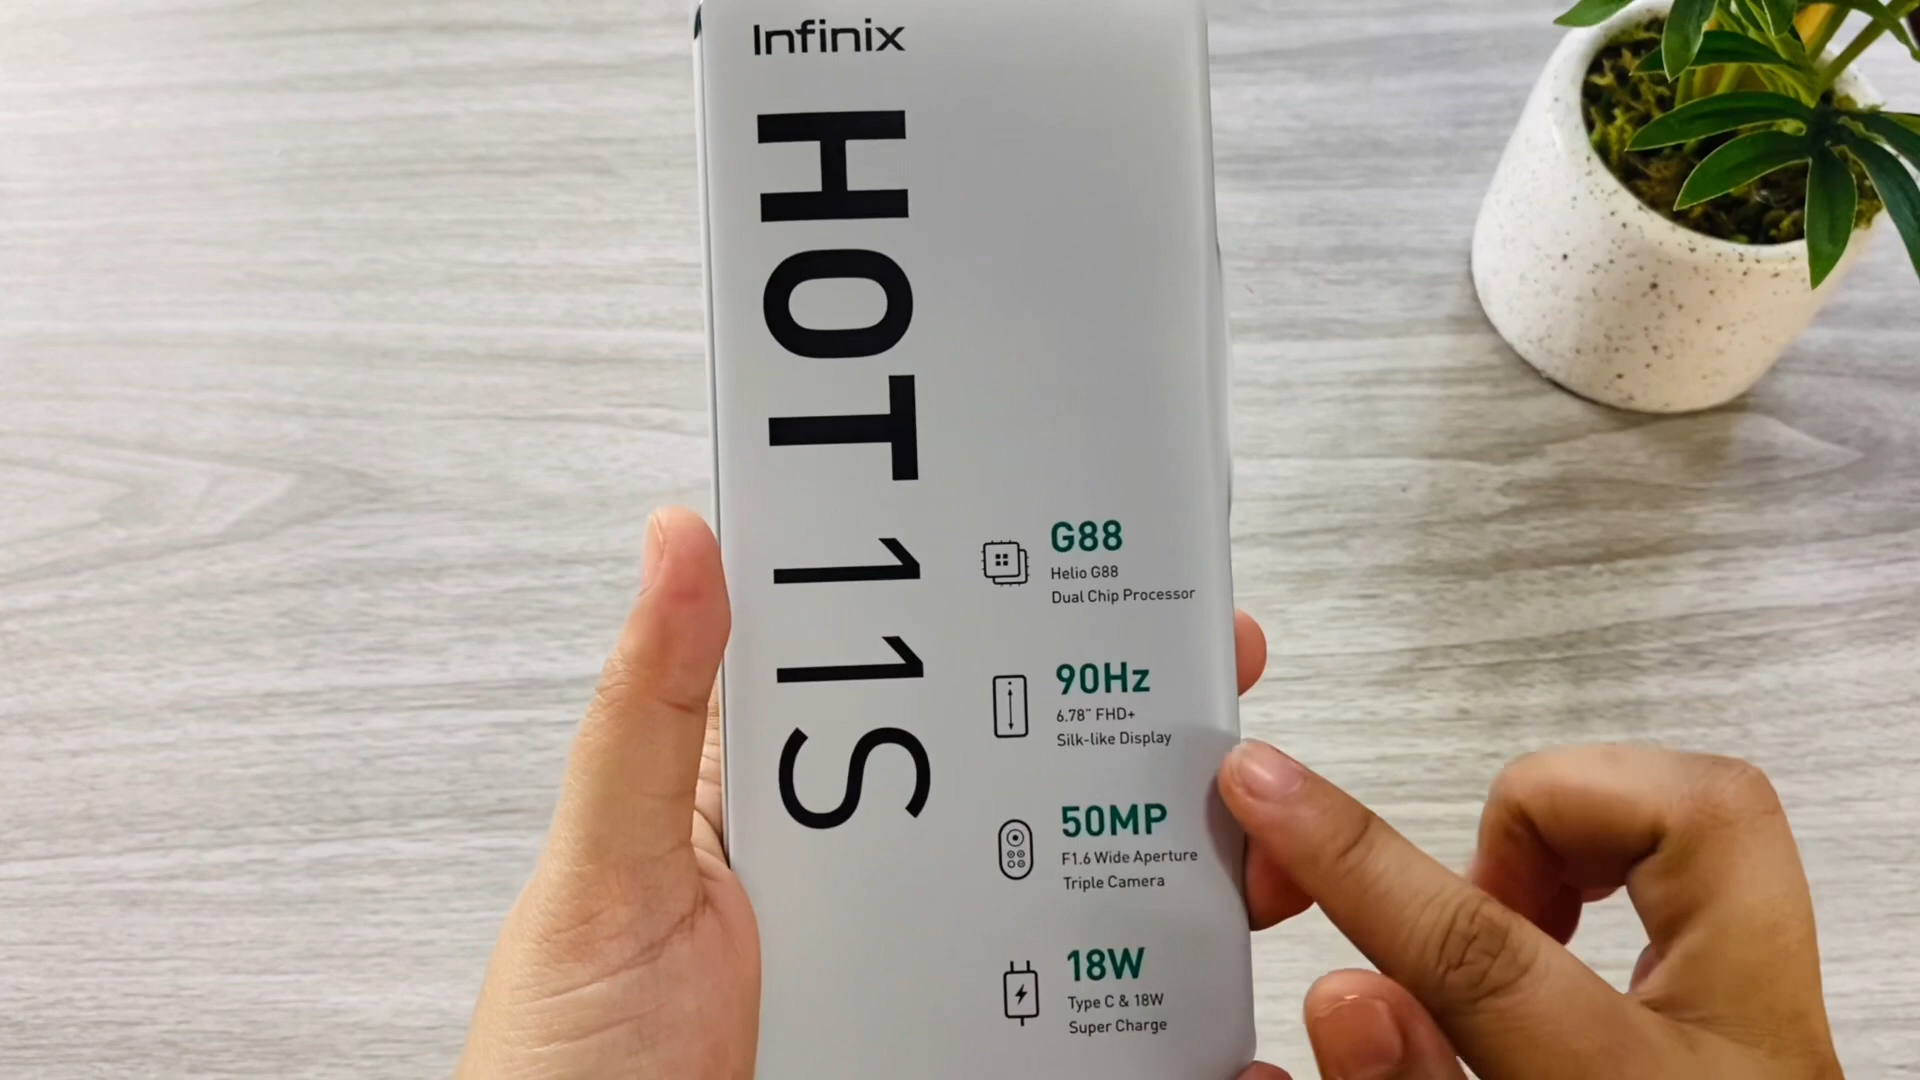 Infinix
HOT 11S
G88
Helio G88
Dual Chip Processor
90Hz
6.78" FHD+
Silk-like Display
50MP
F1.6 Wide Aperture
Triple Camera
18W
Type C & 18W
Super Charge